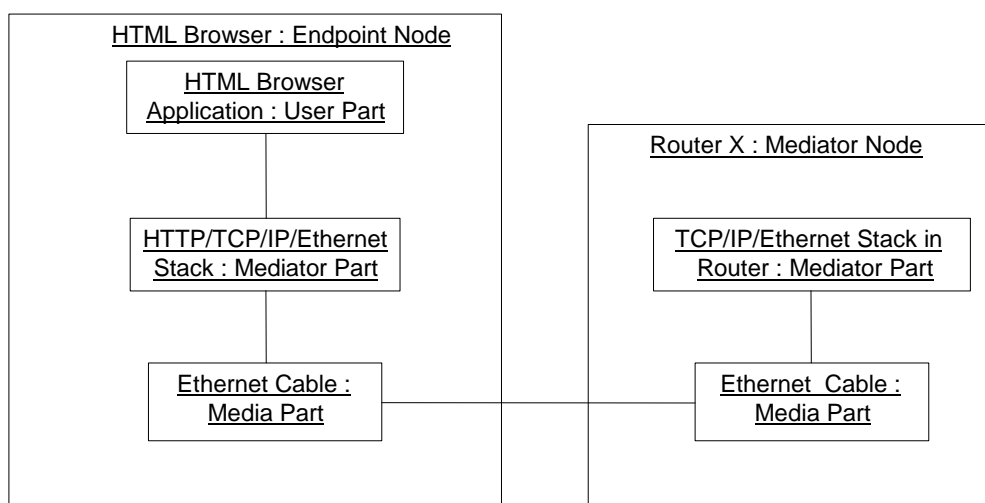 HTML Browser : Endpoint Node
HTML Browser
Application : User Part
HTTP/TCP/IP/Ethernet
Stack : Mediator Part
Ethernet Cable :
Media Part
Router X : Mediator Node
TCP/IP/Ethernet Stack in
Router : Mediator Part
Ethernet  Cable :
Media Part